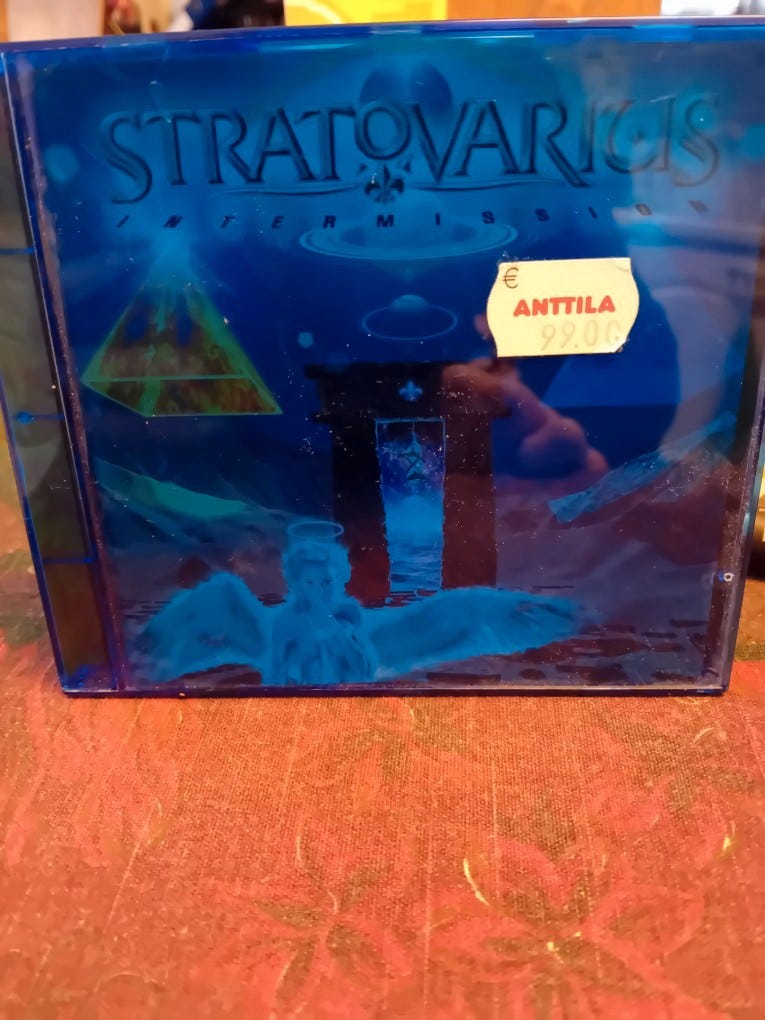 STRATOVARIUS
INTERMISSION
€
ANTTILA
99.00